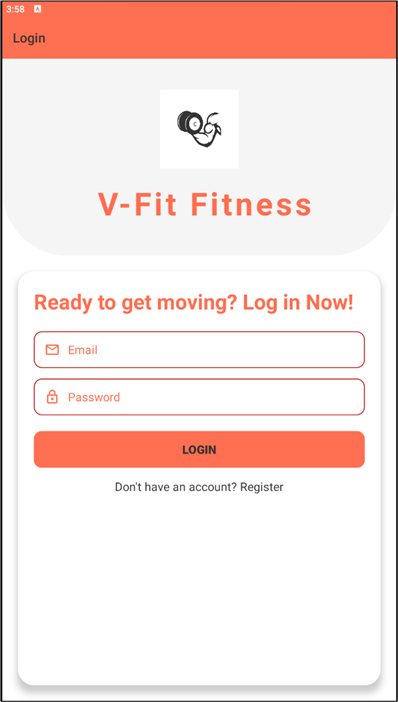 3:58 A
Login
V-Fit Fitness
Ready to get moving? Log in Now!
Email
Password
LOGIN
Don't have an account? Register